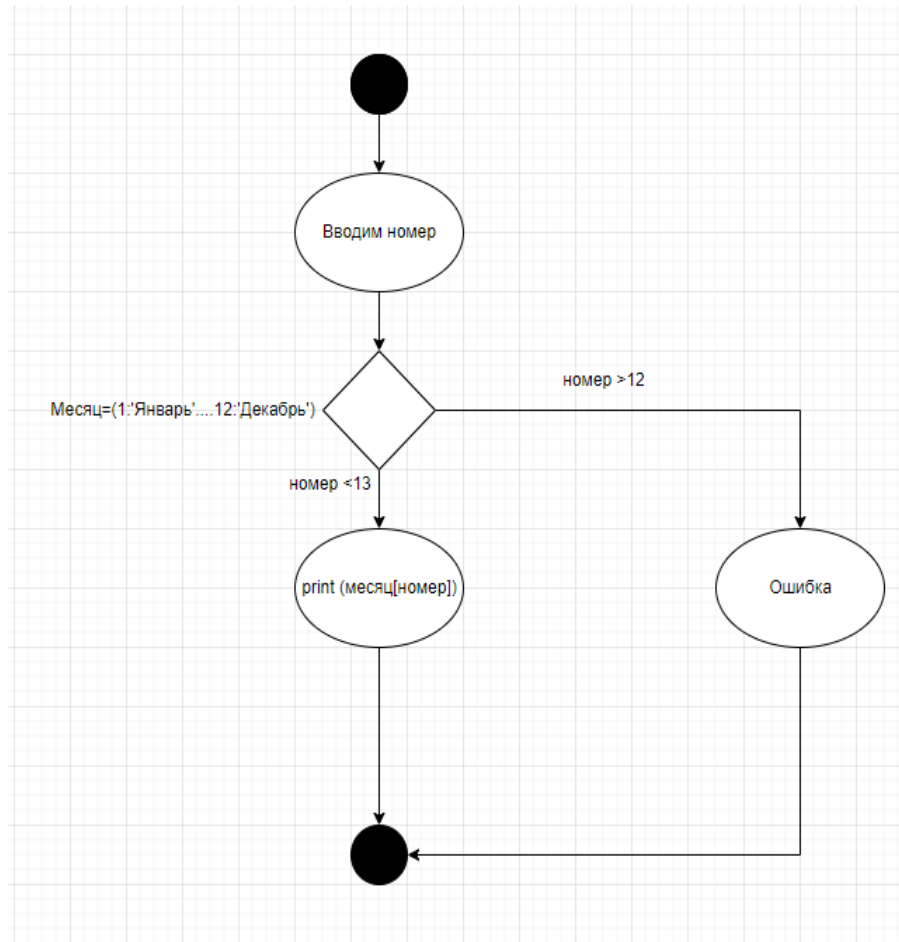 Вводим номер
номер >12
Месяц=(1:'Январь'....12:'Декабрь')
номер <13
print (месяц[номер])
Ошибка